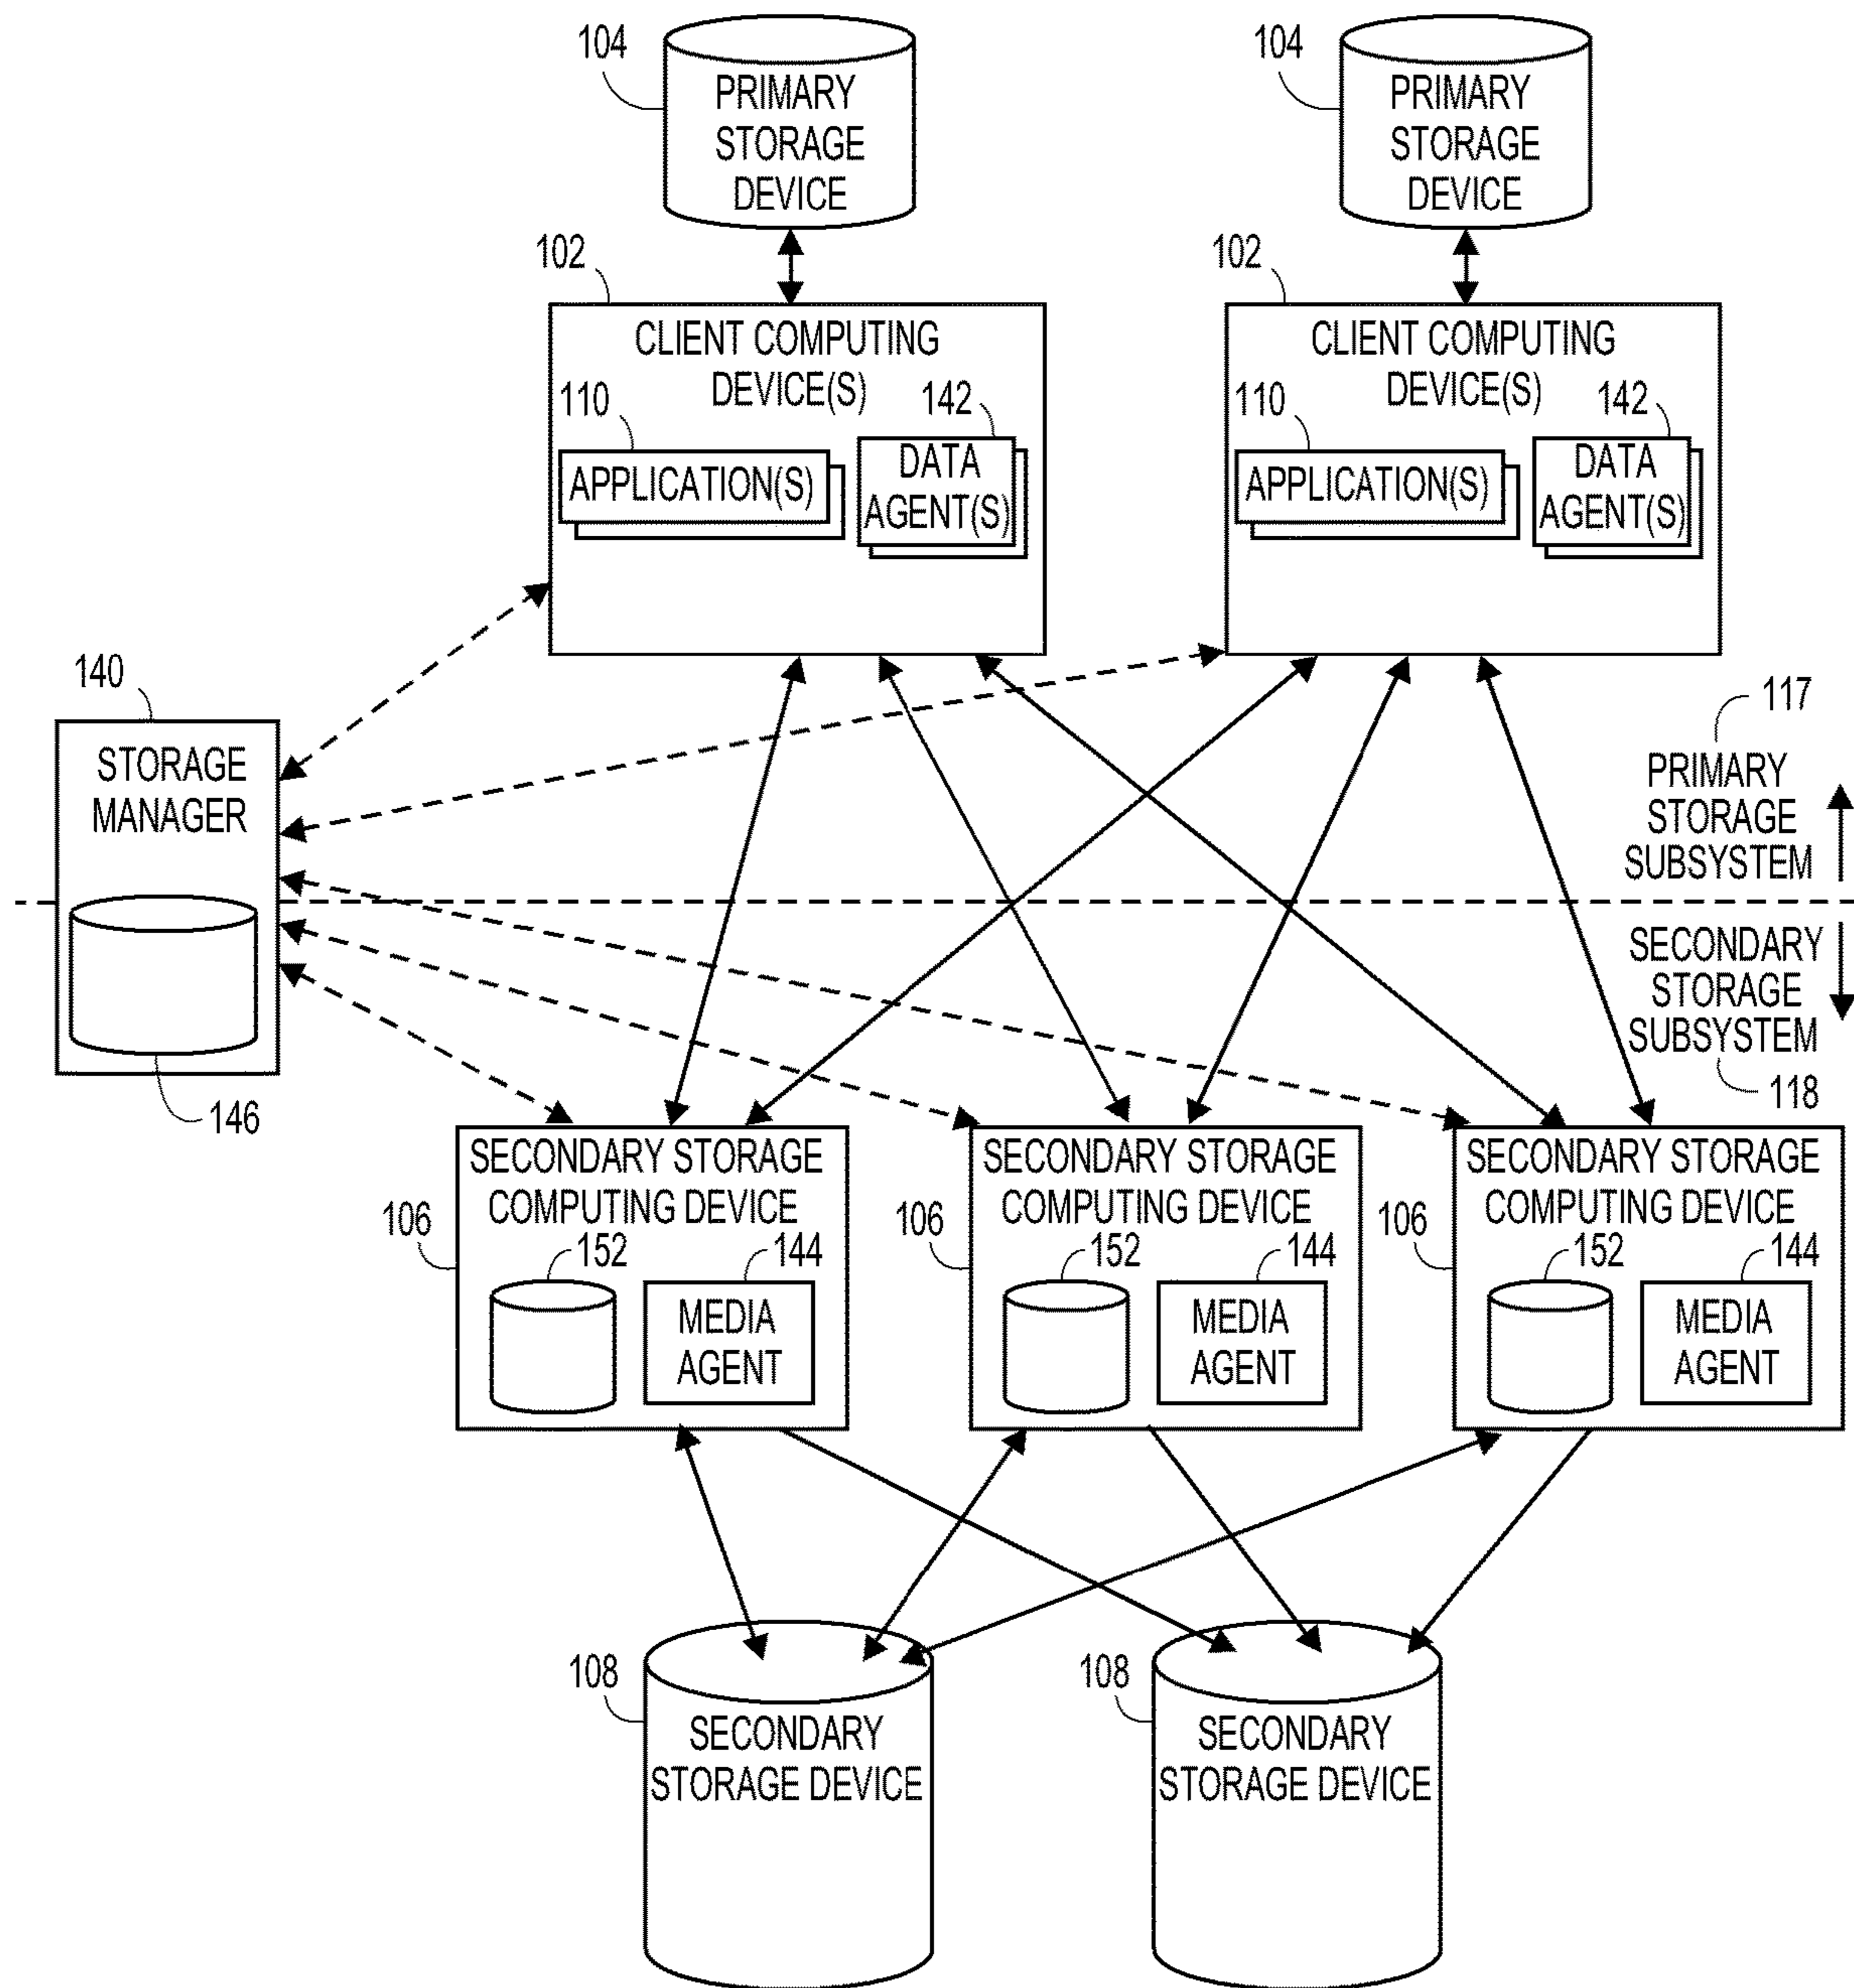 104
PRIMARY
STORAGE
DEVICE
104
PRIMARY
STORAGE
DEVICE
102
CLIENT COMPUTING
DEVICE(S)
110
142
APPLICATION(S)
DATA
AGENT(S)
102
CLIENT COMPUTING
DEVICE(S)
110
142
APPLICATION(S)
DATA
AGENT(S)
140
STORAGE
MANAGER
146
117
PRIMARY
STORAGE
SUBSYSTEM
SECONDARY
STORAGE
SUBSYSTEM
118
SECONDARY STORAGE
COMPUTING DEVICE
106
152
144
MEDIA
AGENT
SECONDARY STORAGE
COMPUTING DEVICE
106
152
144
MEDIA
AGENT
SECONDARY STORAGE
COMPUTING DEVICE
106
152
144
MEDIA
AGENT
108
SECONDARY
STORAGE DEVICE
108
SECONDARY
STORAGE DEVICE